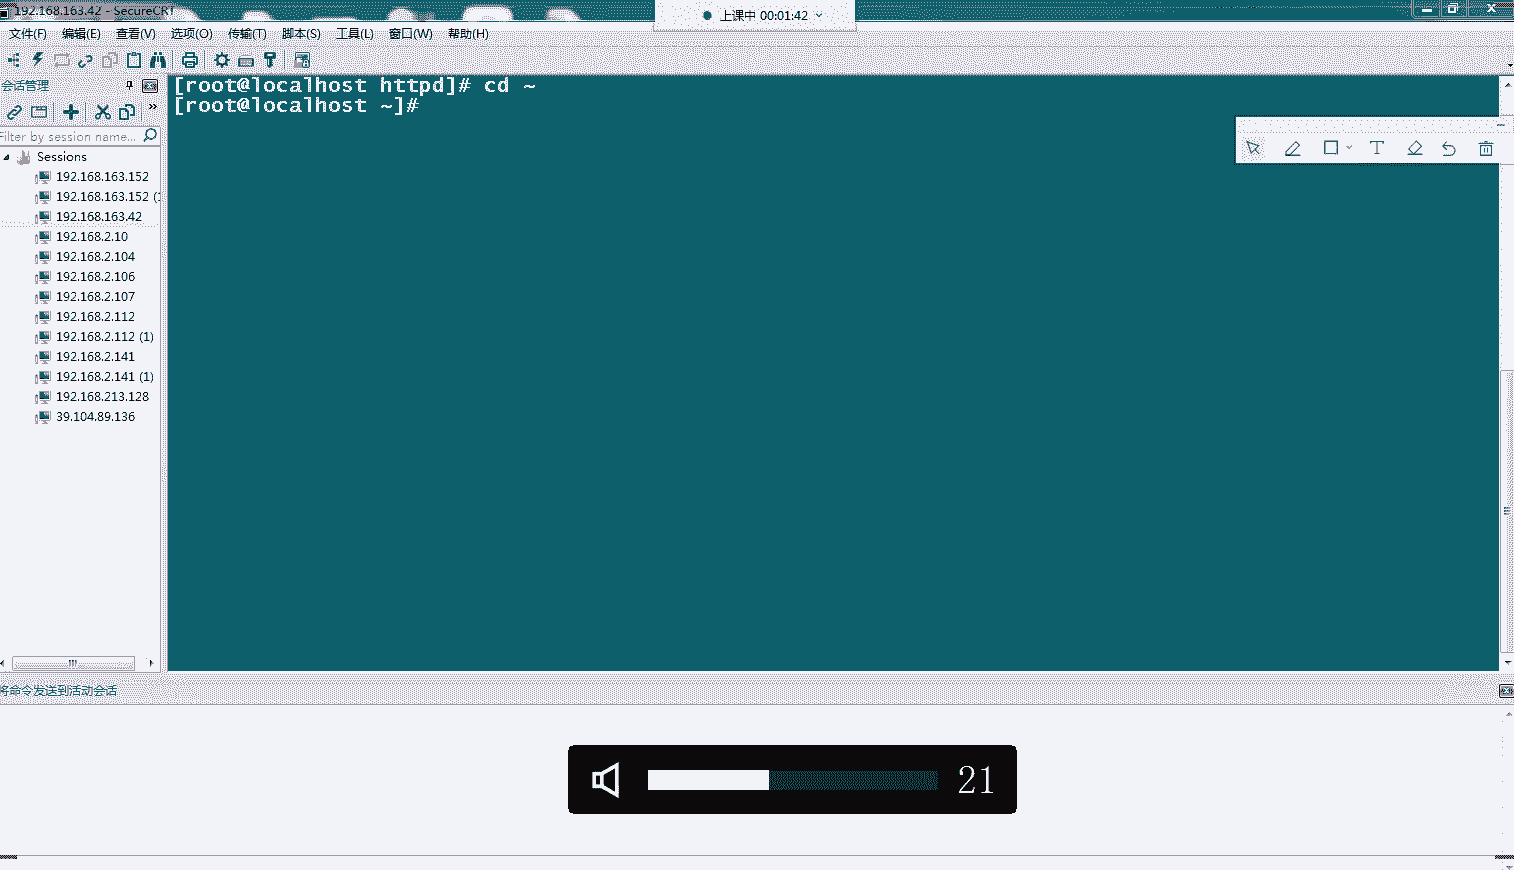 192.168.163.42 - SecureCRT
上课中 00:01:42
文件(F) 编辑(E) 查看(V) 选项(O) 传输(T) 脚本(S) 工具(L) 窗口(W) 帮助(H)
会话管理
Filter by session name...
Sessions
192.168.163.152
192.168.163.152 (1
192.168.163.42
192.168.2.10
192.168.2.104
192.168.2.106
192.168.2.107
192.168.2.112
192.168.2.112 (1)
192.168.2.141
192.168.2.141 (1)
192.168.213.128
39.104.89.136
[root@localhost httpd]# cd ~
[root@localhost ~]#
T
将命令发送到活动会话
21